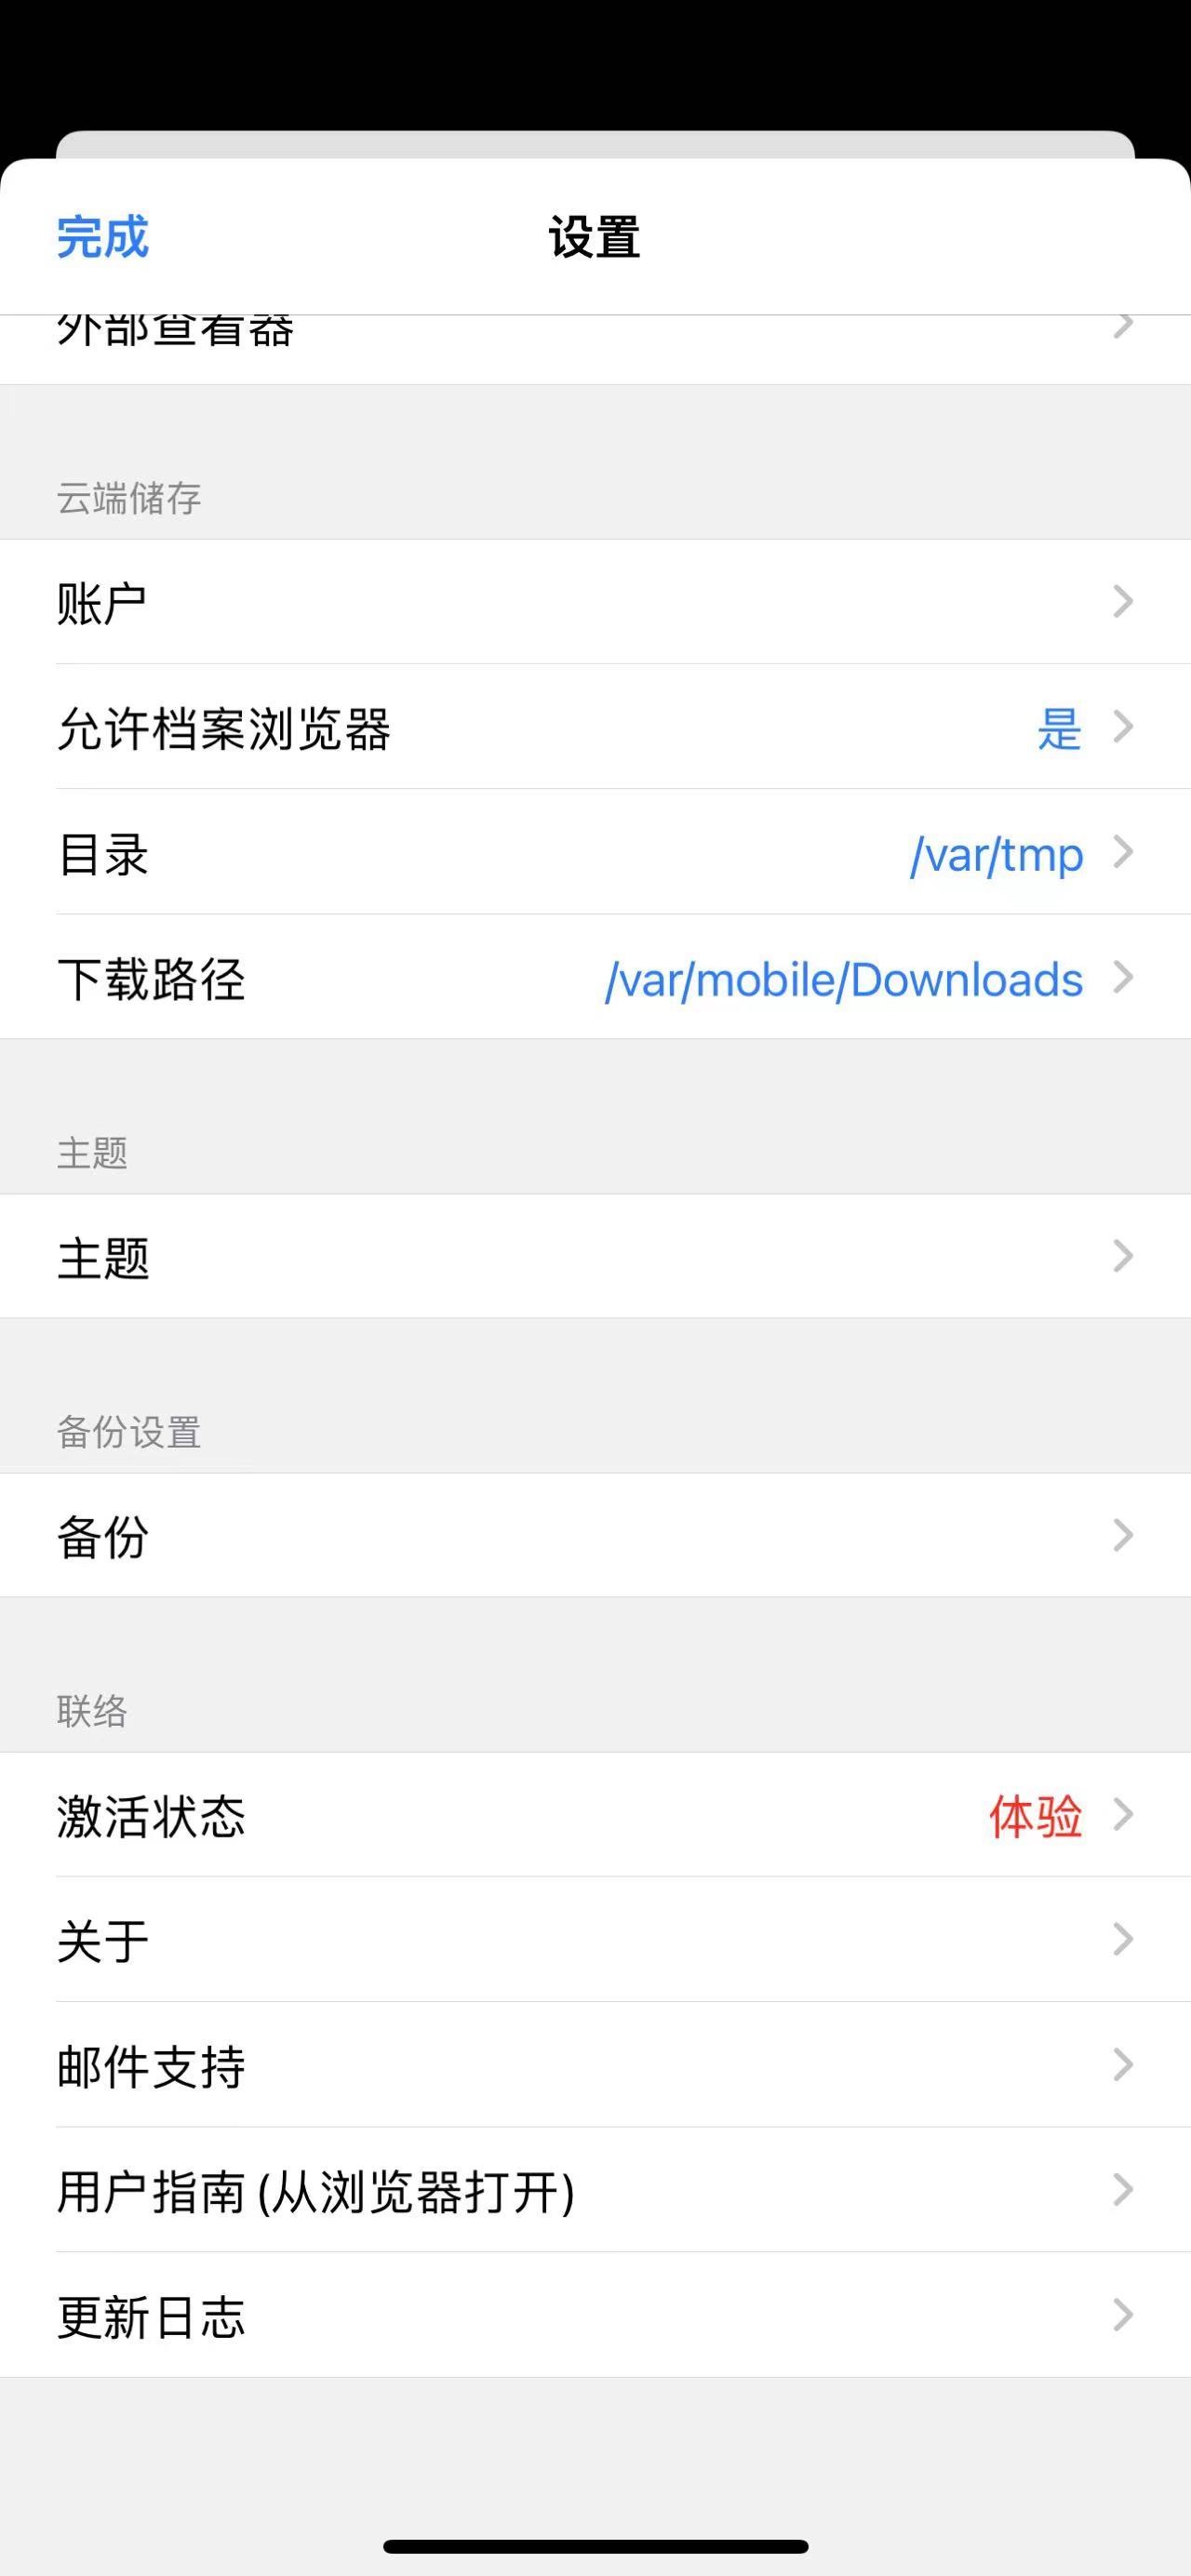 完成
设置
外部查看器
云端储存
账户
允许档案浏览器 是
目录 /var/tmp
下载路径 /var/mobile/Downloads
主题
主题
备份设置
备份
联络
激活状态 体验
关于
邮件支持
用户指南 (从浏览器打开)
更新日志